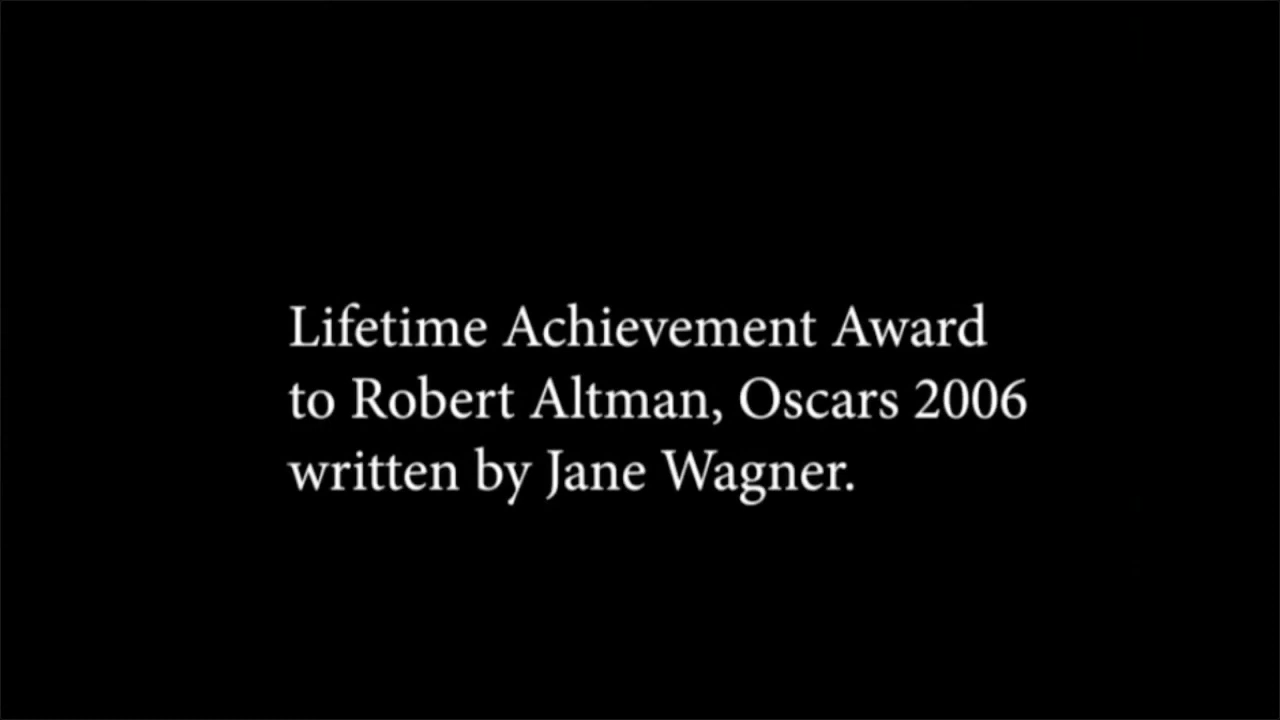 Lifetime Achievement Award
to Robert Altman, Oscars 2006
written by Jane Wagner.